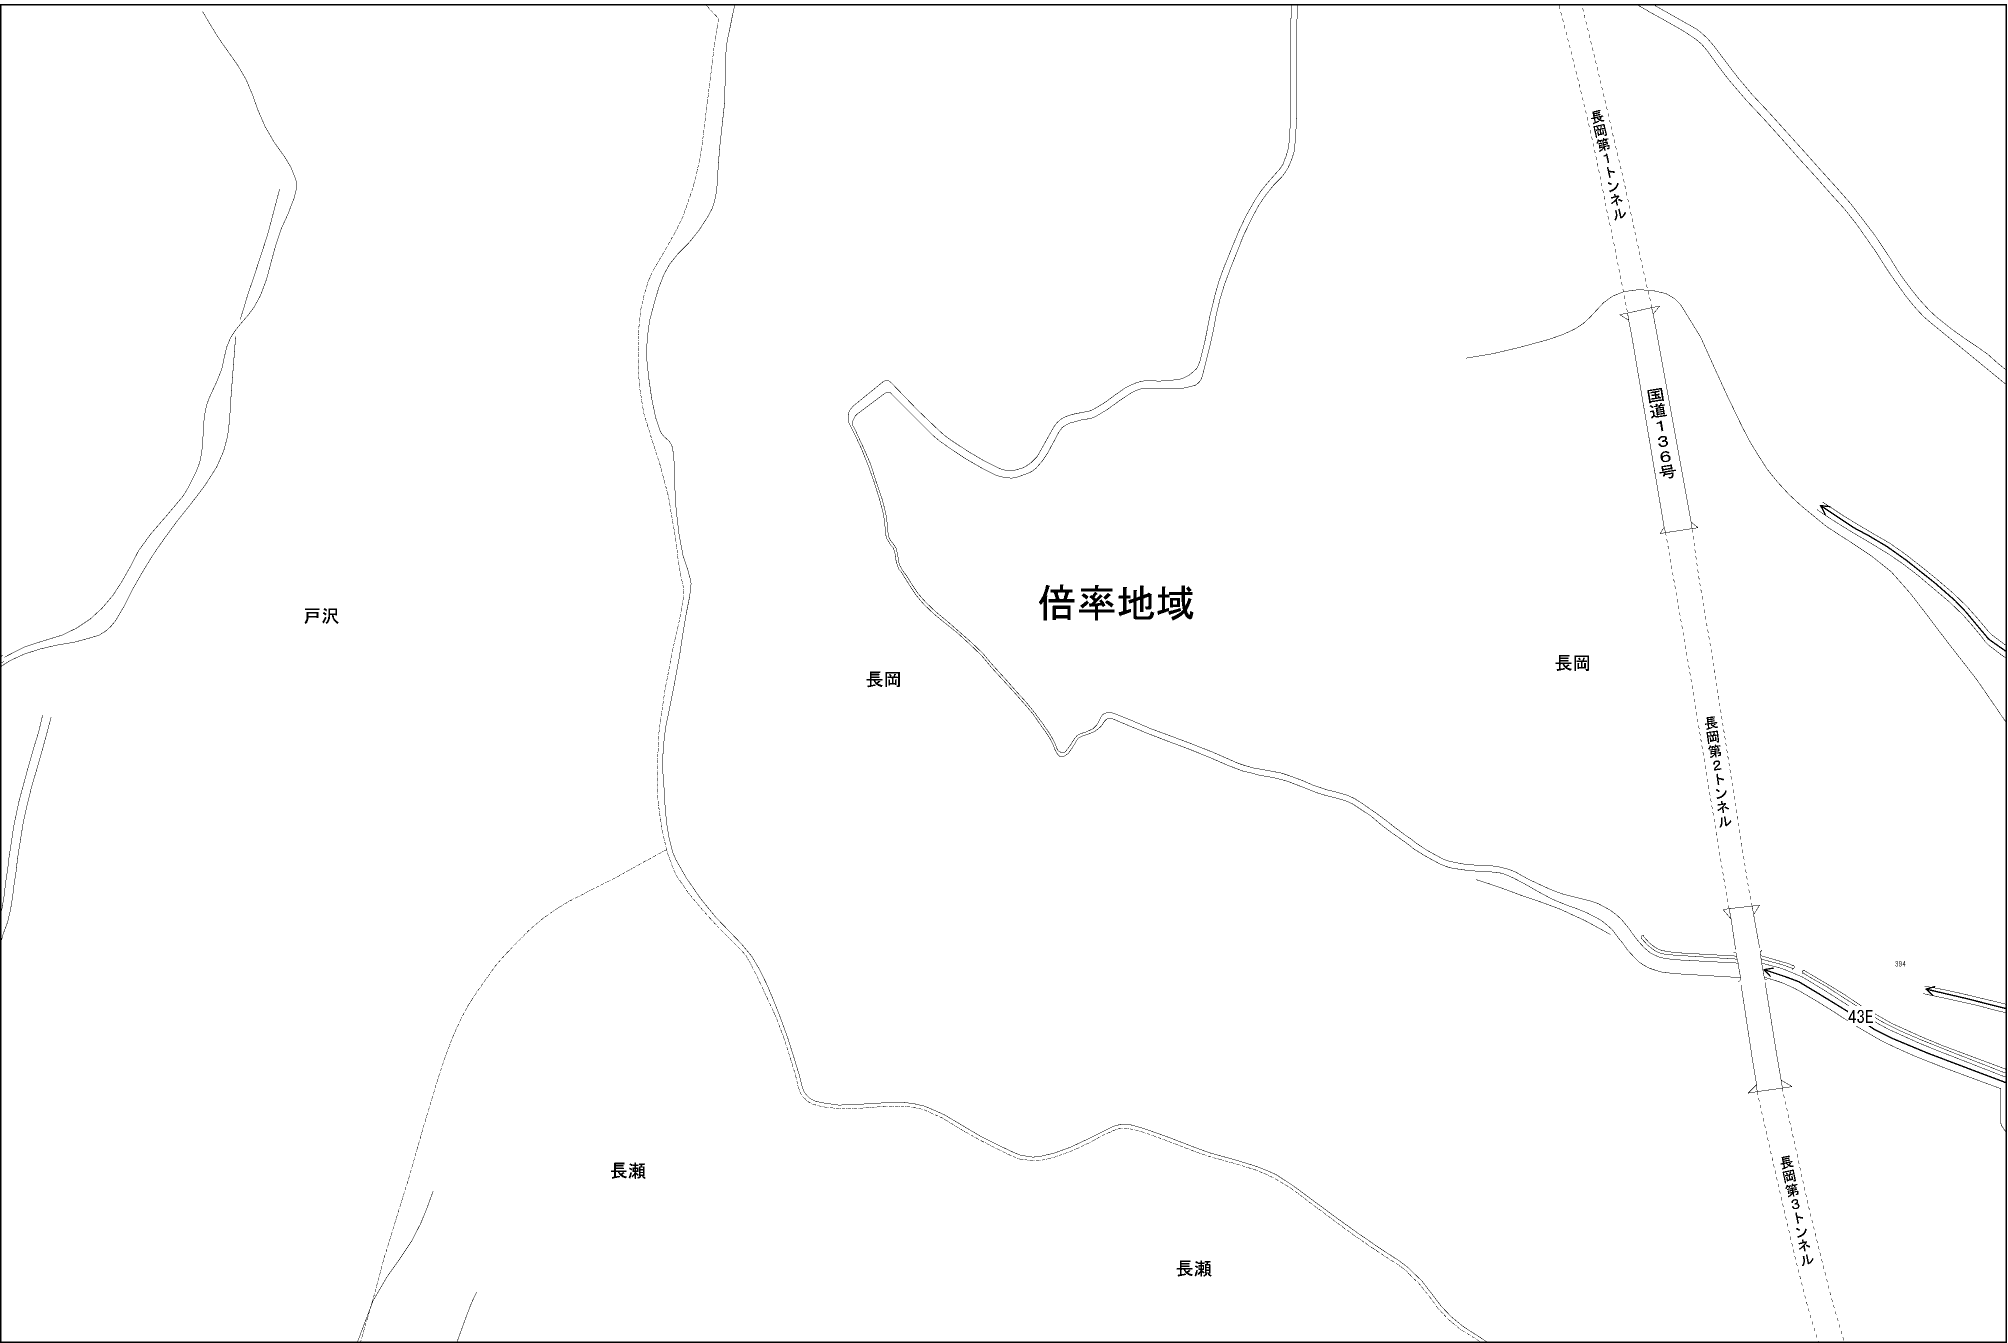 長岡第1トンネル
国道136号
倍率地域
戸沢
長岡
長岡
長岡第2トンネル
394
43E
長瀬
長岡第3トンネル
長瀬